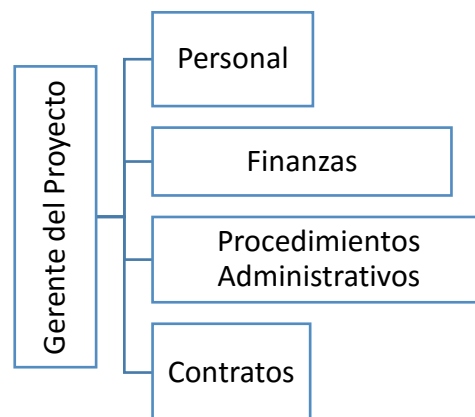 Gerente del Proyecto
Personal
Finanzas
Procedimientos
Administrativos
Contratos